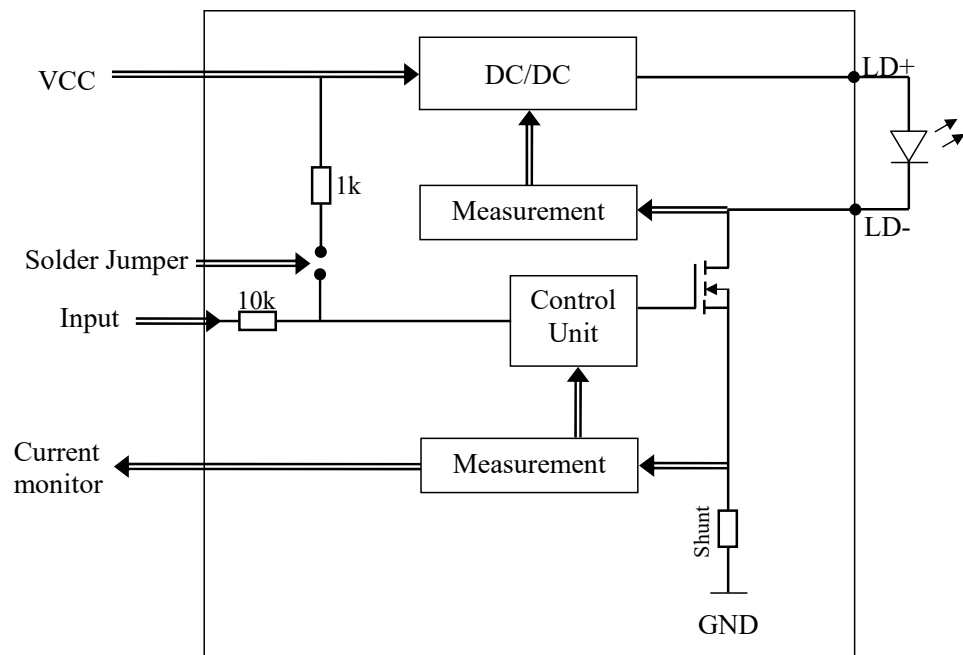 VCC
DC/DC
LD+
1k
Measurement
LD-
Solder Jumper
10k
Input
Control
Unit
Current
monitor
Measurement
Shunt
GND